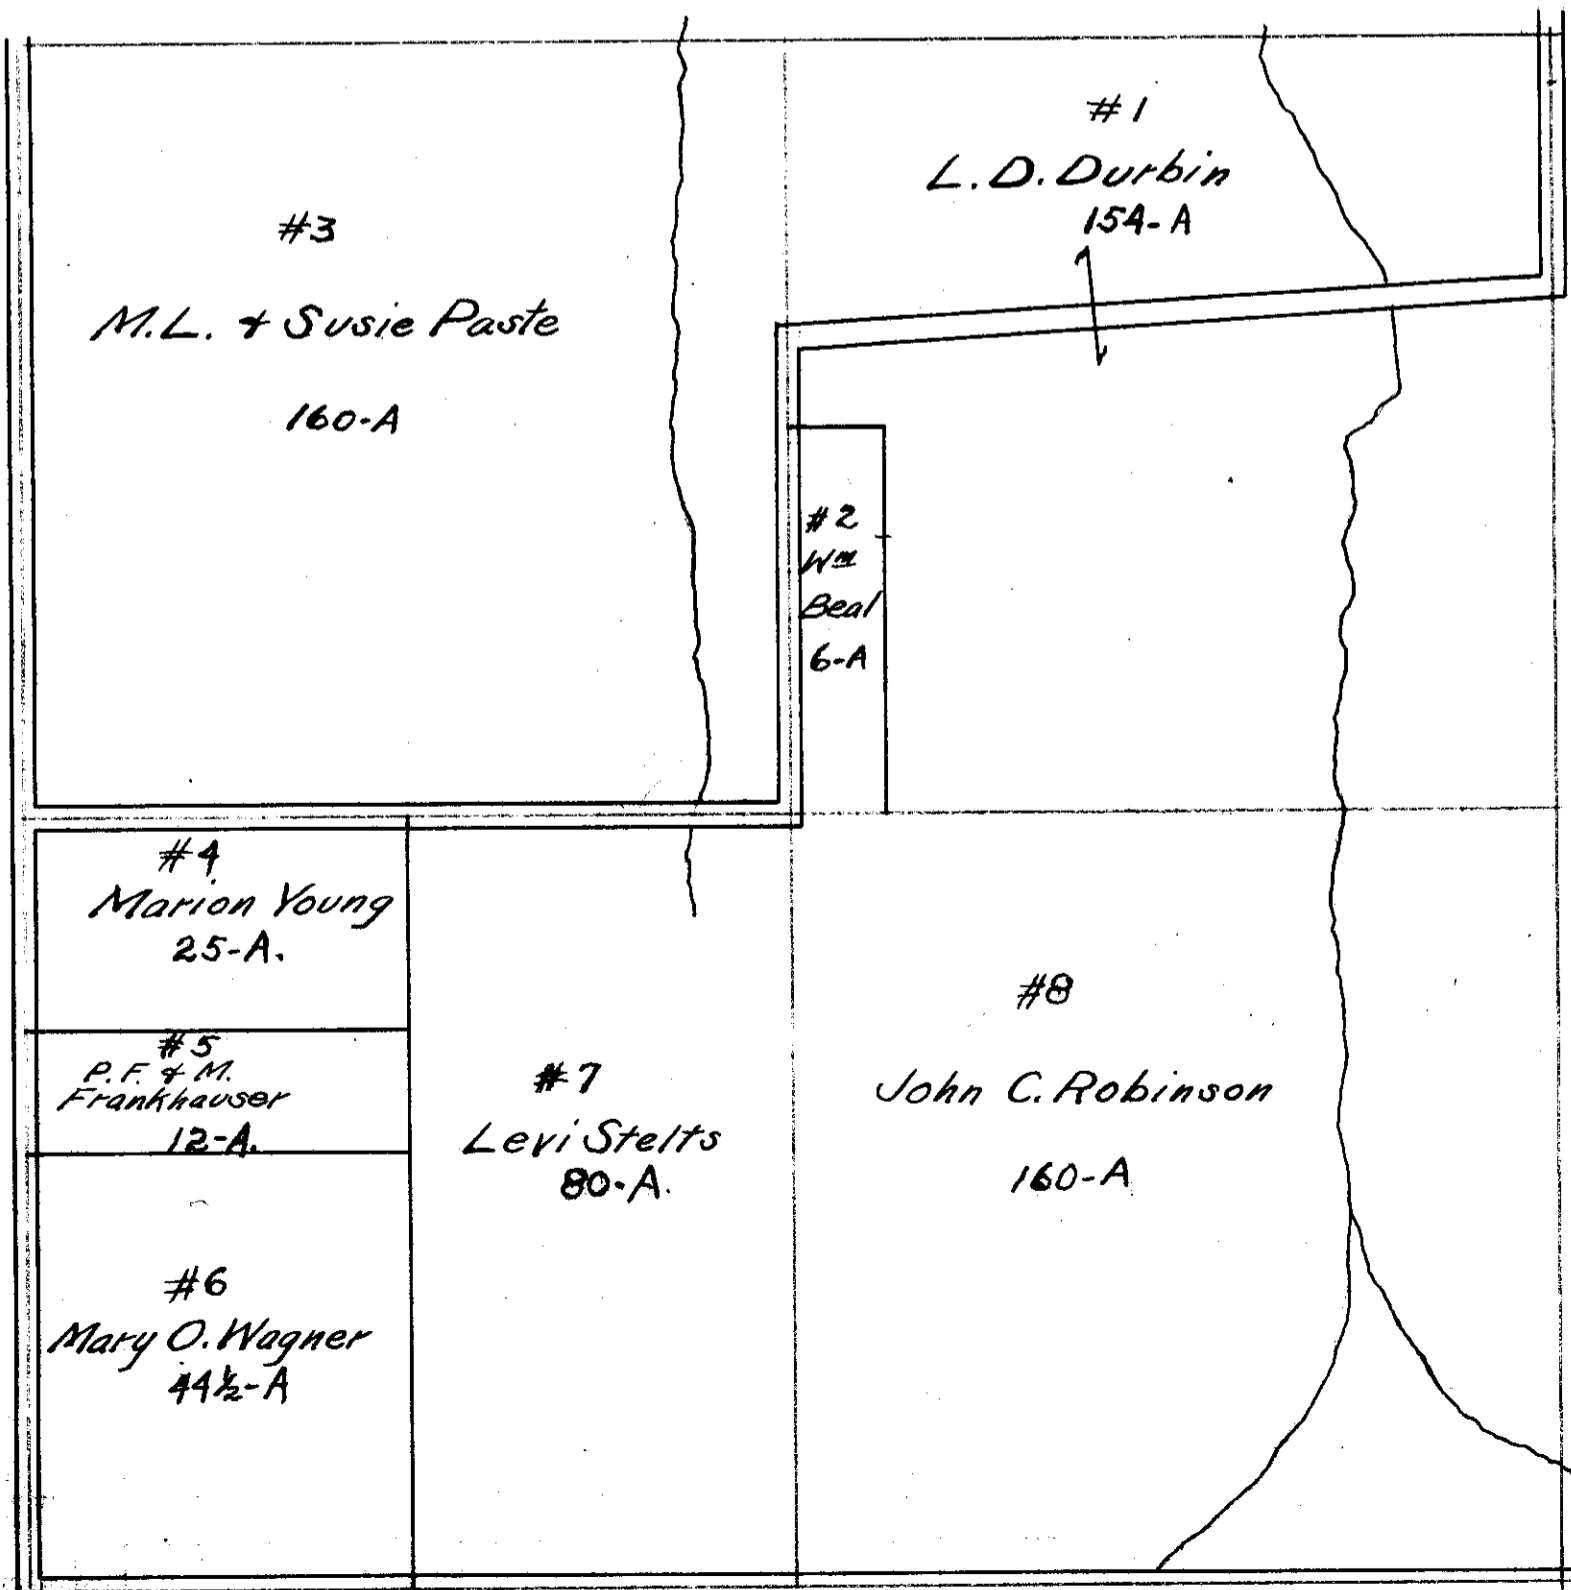 #1
L.D. Durbin
154-A
#3
M.L. & Susie Paste
160-A
#2
Wm
Beal
6-A
#4
Marion Young
25-A.
#5
P.F. & M.
Frankhauser
12-A.
#6
Mary O. Wagner
44½-A
#7
Levi Stelts
80-A.
#8
John C. Robinson
160-A